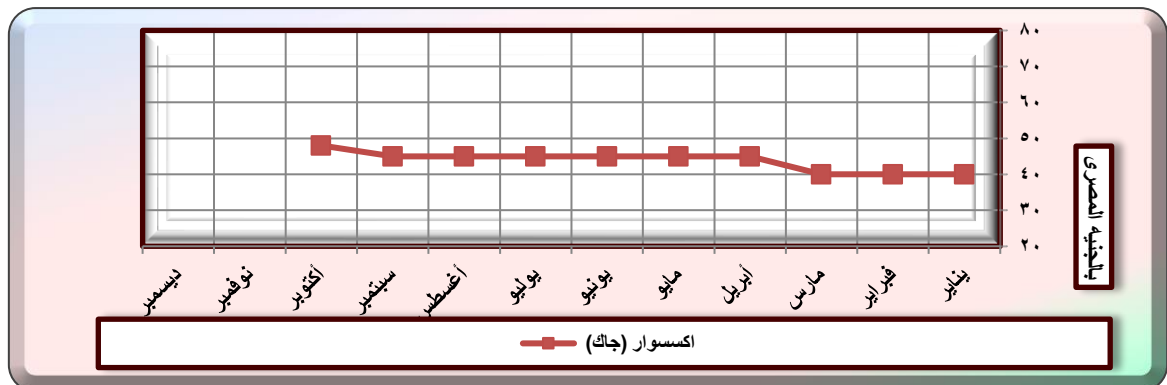 ٨٠
٧٠
٦٠
٥٠
٤٠
٣٠
٢٠
بالجنيه المصرى
يناير
فبراير
مارس
أبريل
مايو
يونيو
يوليو
أغسطس
سبتمبر
أكتوبر
نوفمبر
ديسمبر
اكسسوار (جاك)